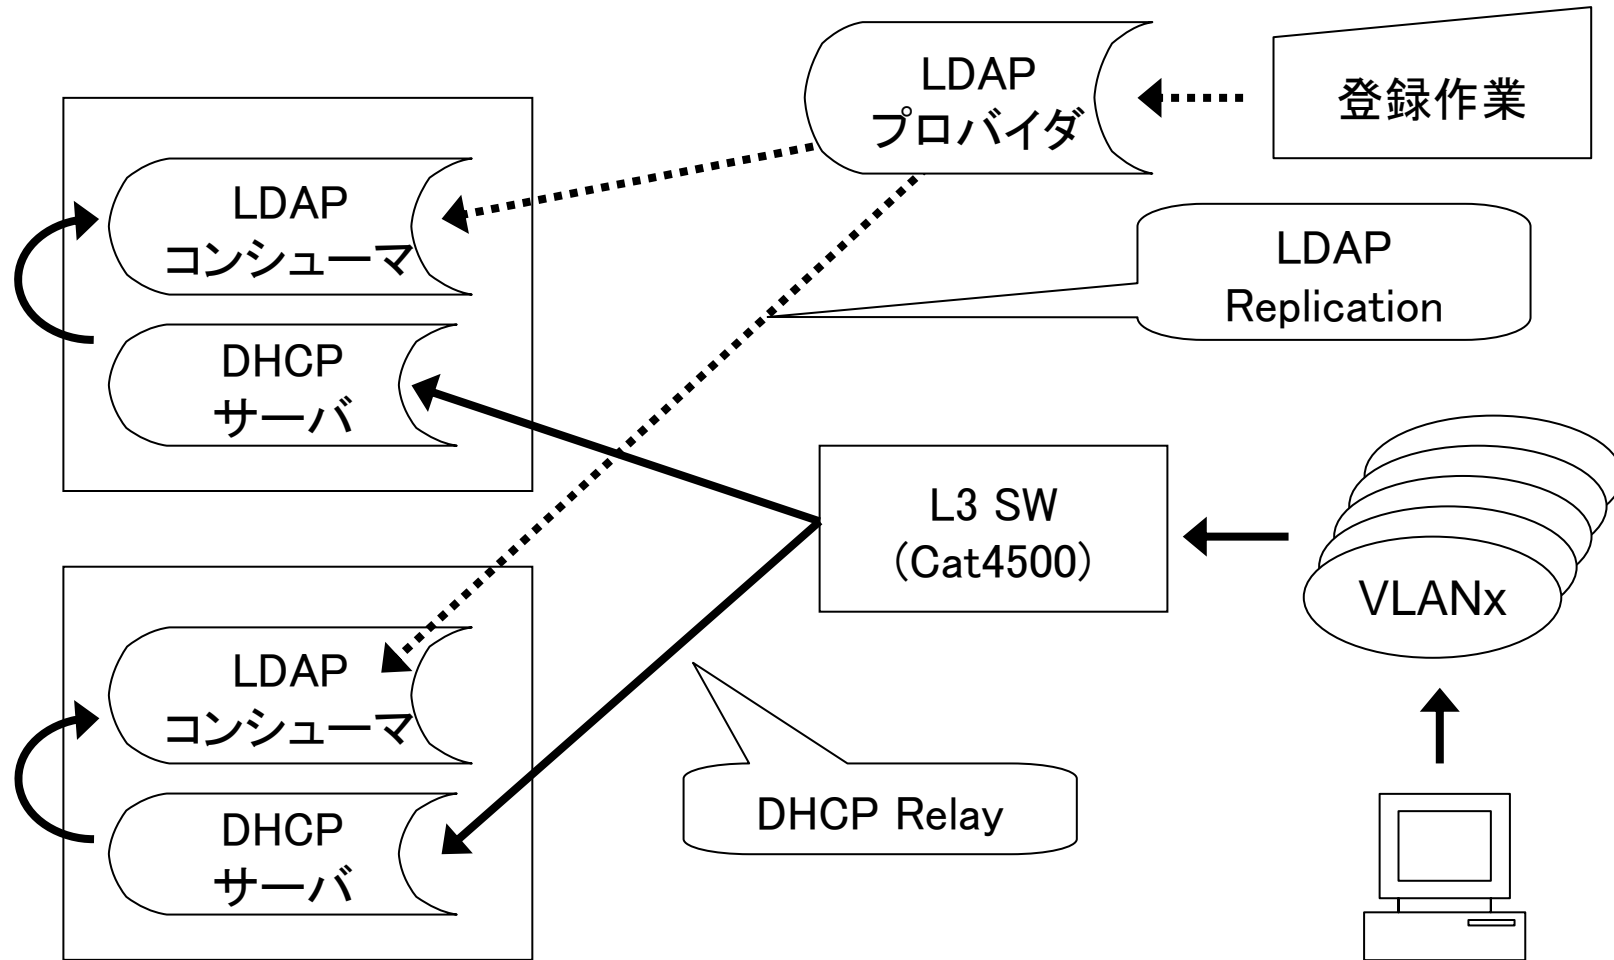 LDAP
プロバイダ
登録作業
LDAP
コンシューマ
LDAP
Replication
DHCP
サーバ
L3 SW
(Cat4500)
VLANx
LDAP
コンシューマ
DHCP Relay
DHCP
サーバ